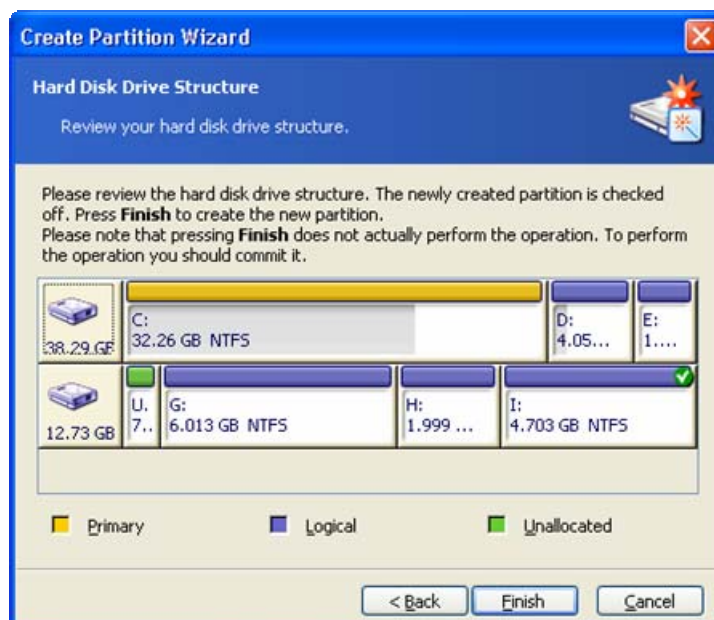 Create Partition Wizard
Hard Disk Drive Structure
Review your hard disk drive structure.
Please review the hard disk drive structure. The newly created partition is checked
off. Press Finish to create the new partition.
Please note that pressing Finish does not actually perform the operation. To perform
the operation you should commit it.
38.29 GB
C:
32.26 GB NTFS
D:
4.05...
E:
1....
12.73 GB
U.
7..
G:
6.013 GB NTFS
H:
1.999 ...
I:
4.703 GB NTFS
Primary
Logical
Unallocated
< Back
Finish
Cancel